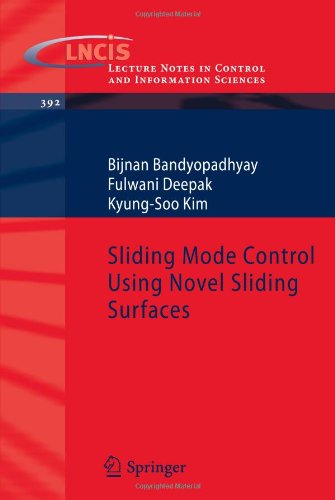 LNCIS
LECTURE NOTES IN CONTROL
AND INFORMATION SCIENCES
392
Bijnan Bandyopadhyay
Fulwani Deepak
Kyung-Soo Kim
Sliding Mode Control
Using Novel Sliding
Surfaces
Springer